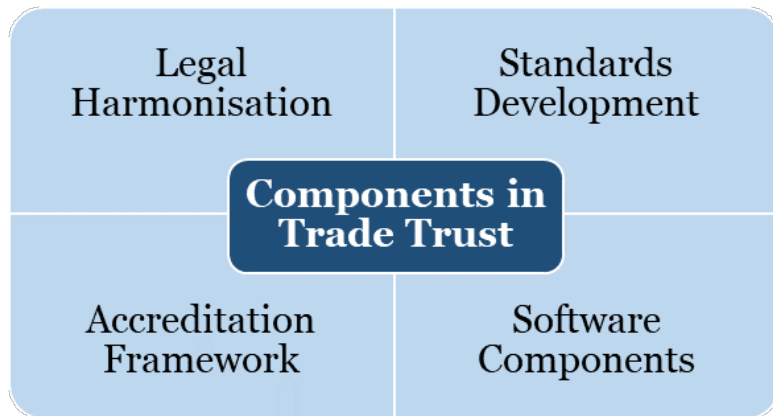 Legal
Harmonisation
Standards
Development
Components in
Trade Trust
Accreditation
Framework
Software
Components